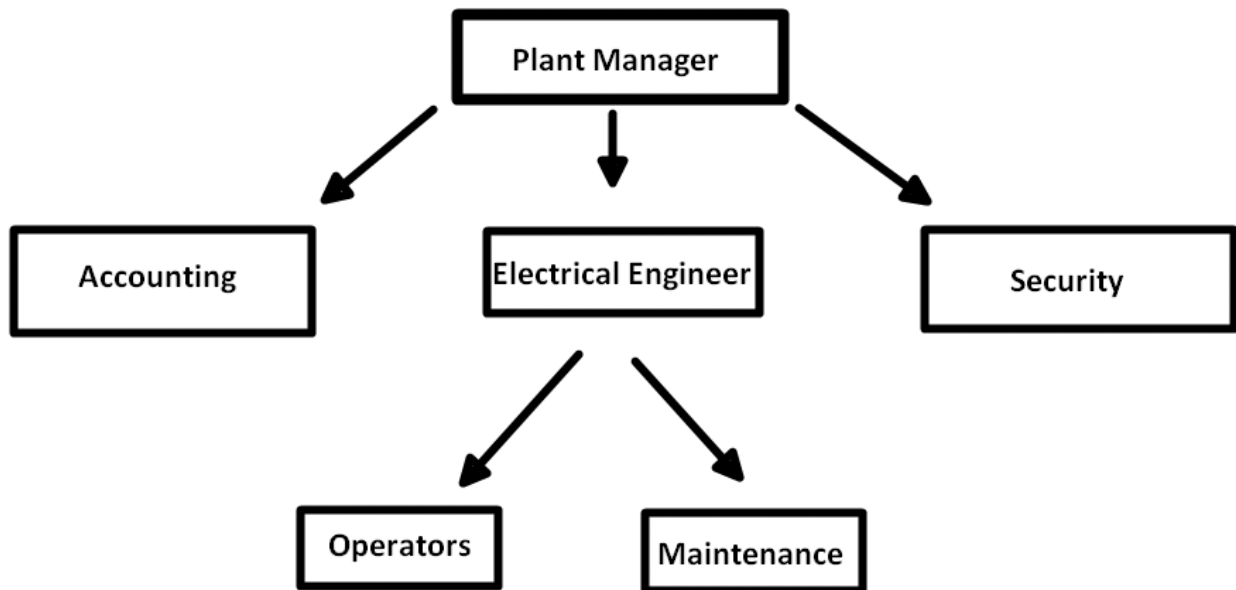 Plant Manager
Accounting
Electrical Engineer
Security
Operators
Maintenance